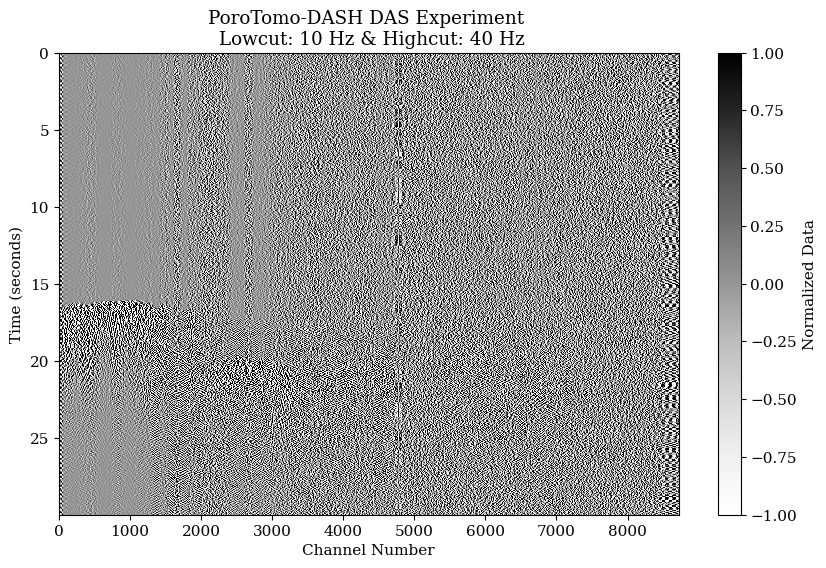 PoroTomo-DASH DAS Experiment
Lowcut: 10 Hz & Highcut: 40 Hz
0
5
10
15
20
25
Time (seconds)
0 1000 2000 3000 4000 5000 6000 7000 8000
Channel Number
1.00
0.75
0.50
0.25
0.00
−0.25
−0.50
−0.75
−1.00
Normalized Data